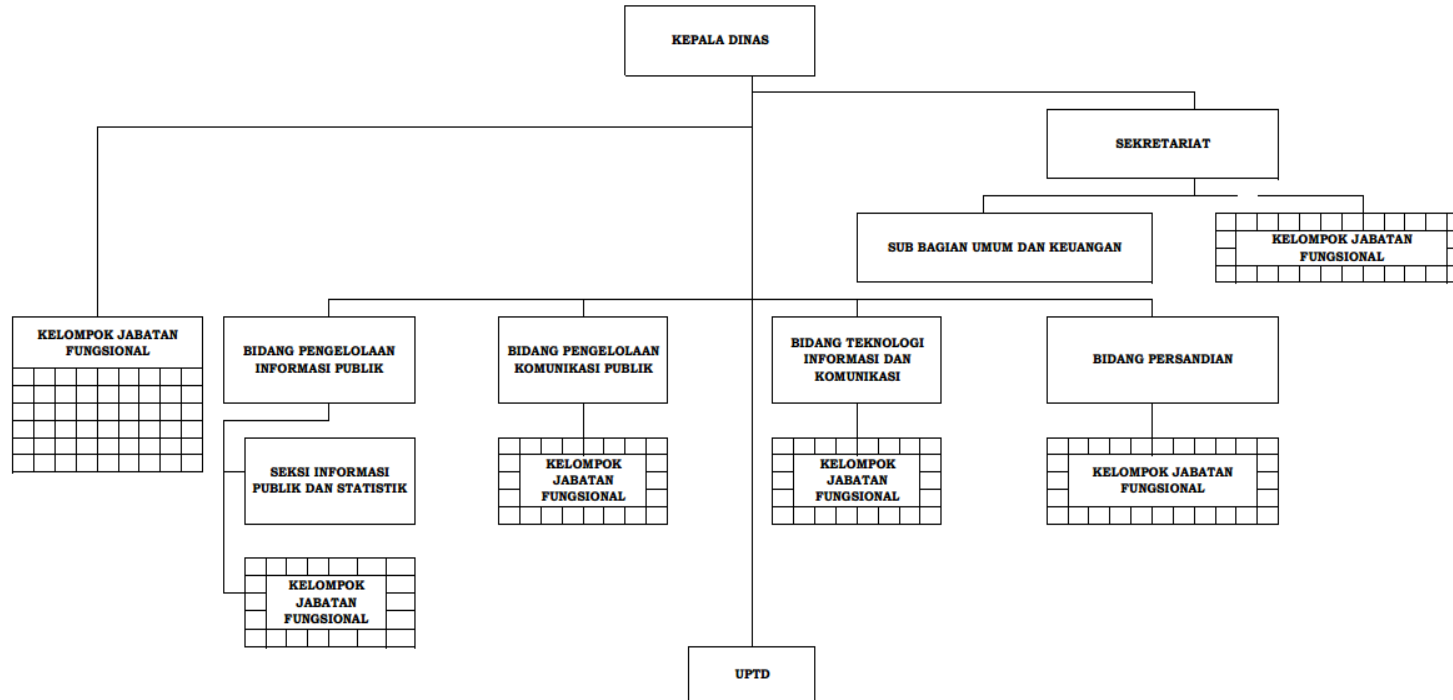 KEPALA DINAS
SEKRETARIAT
SUB BAGIAN UMUM DAN KEUANGAN
KELOMPOK JABATAN
FUNGSIONAL
KELOMPOK JABATAN
FUNGSIONAL
BIDANG PENGELOLAAN
INFORMASI PUBLIK
BIDANG PENGELOLAAN
KOMUNIKASI PUBLIK
BIDANG TEKNOLOGI
INFORMASI DAN
KOMUNIKASI
BIDANG PERSANDIAN
SEKSI INFORMASI
PUBLIK DAN STATISTIK
KELOMPOK
JABATAN
FUNGSIONAL
KELOMPOK
JABATAN
FUNGSIONAL
KELOMPOK JABATAN
FUNGSIONAL
KELOMPOK
JABATAN
FUNGSIONAL
UPTD